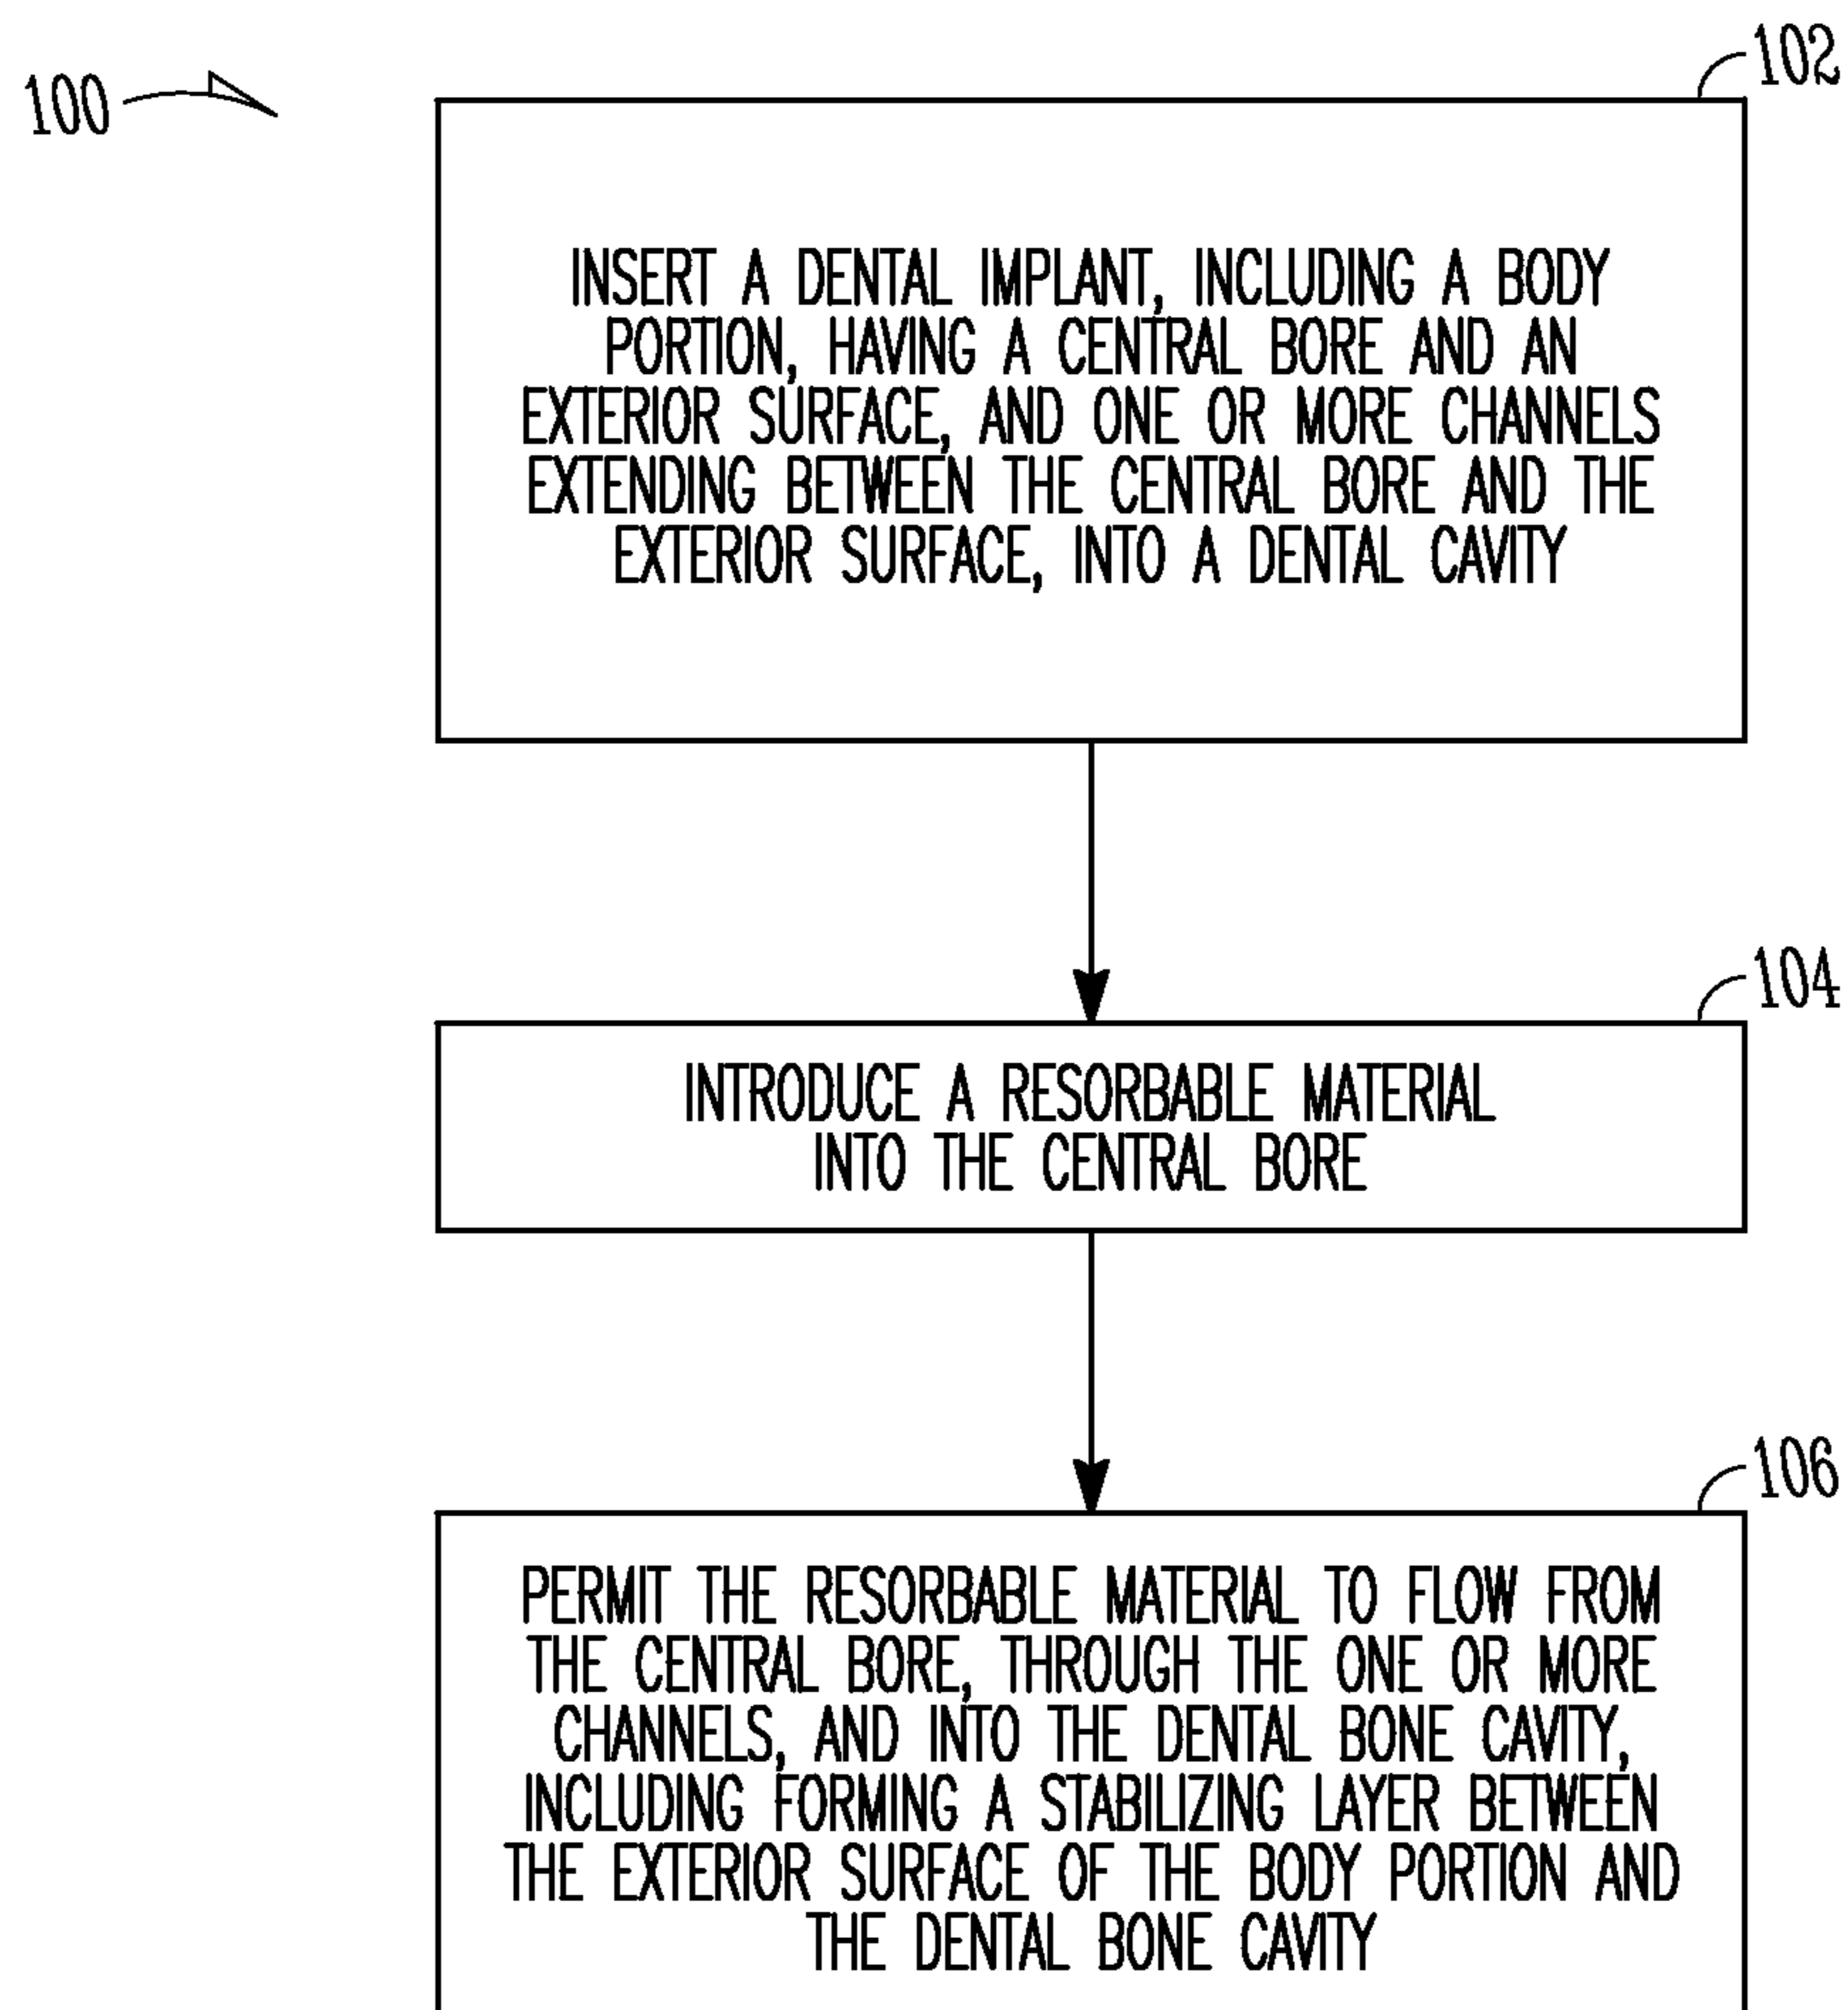 100
102
INSERT A DENTAL IMPLANT, INCLUDING A BODY
PORTION, HAVING A CENTRAL BORE AND AN
EXTERIOR SURFACE, AND ONE OR MORE CHANNELS
EXTENDING BETWEEN THE CENTRAL BORE AND THE
EXTERIOR SURFACE, INTO A DENTAL CAVITY
104
INTRODUCE A RESORBABLE MATERIAL
INTO THE CENTRAL BORE
106
PERMIT THE RESORBABLE MATERIAL TO FLOW FROM
THE CENTRAL BORE, THROUGH THE ONE OR MORE
CHANNELS, AND INTO THE DENTAL BONE CAVITY,
INCLUDING FORMING A STABILIZING LAYER BETWEEN
THE EXTERIOR SURFACE OF THE BODY PORTION AND
THE DENTAL BONE CAVITY